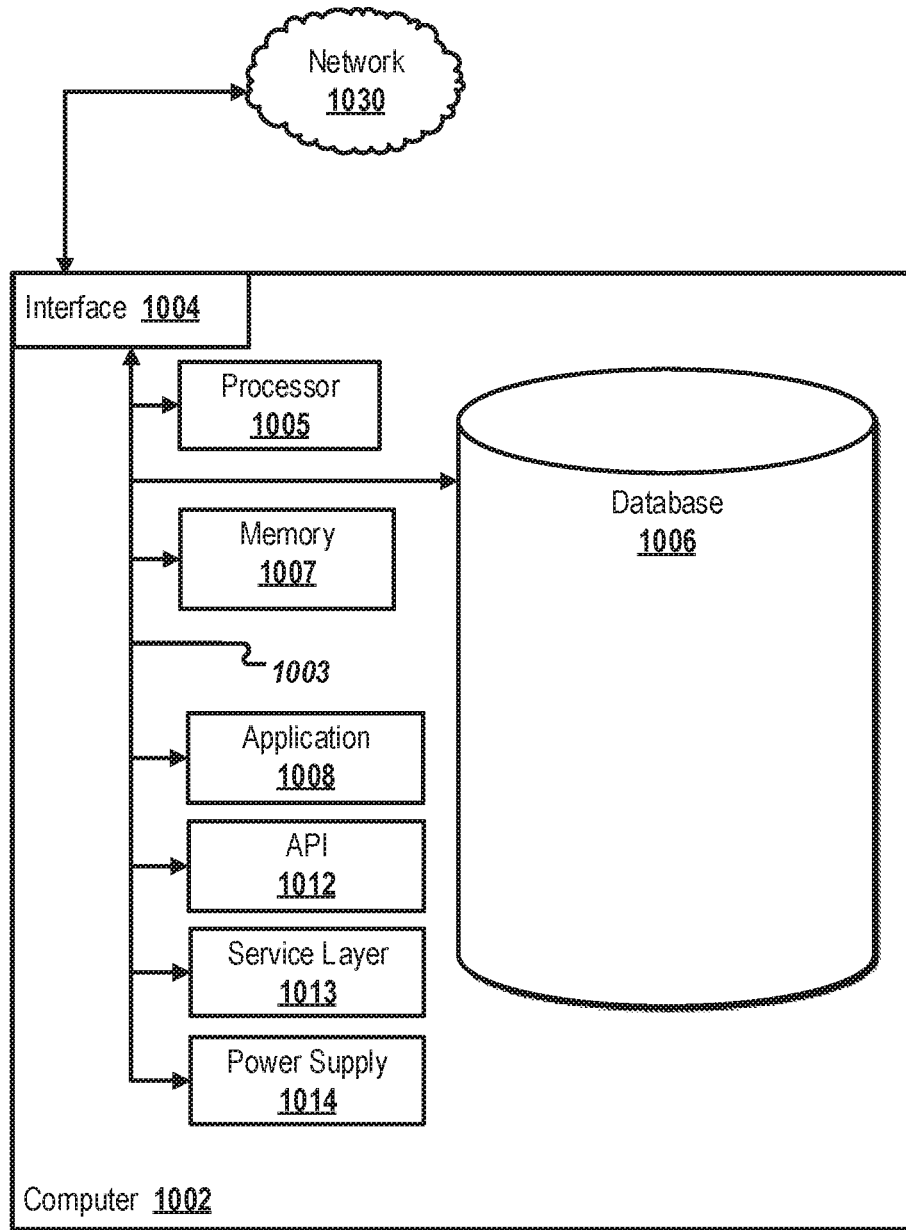 Network
1030
Interface 1004
Processor
1005
Database
1006
Memory
1007
1003
Application
1008
API
1012
Service Layer
1013
Power Supply
1014
Computer 1002